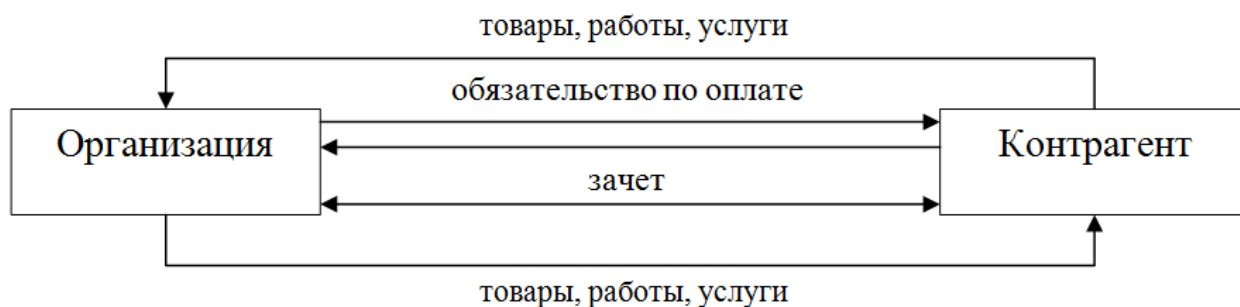 товары, работы, услуги
обязательство по оплате
Организация
Контрагент
зачет
товары, работы, услуги